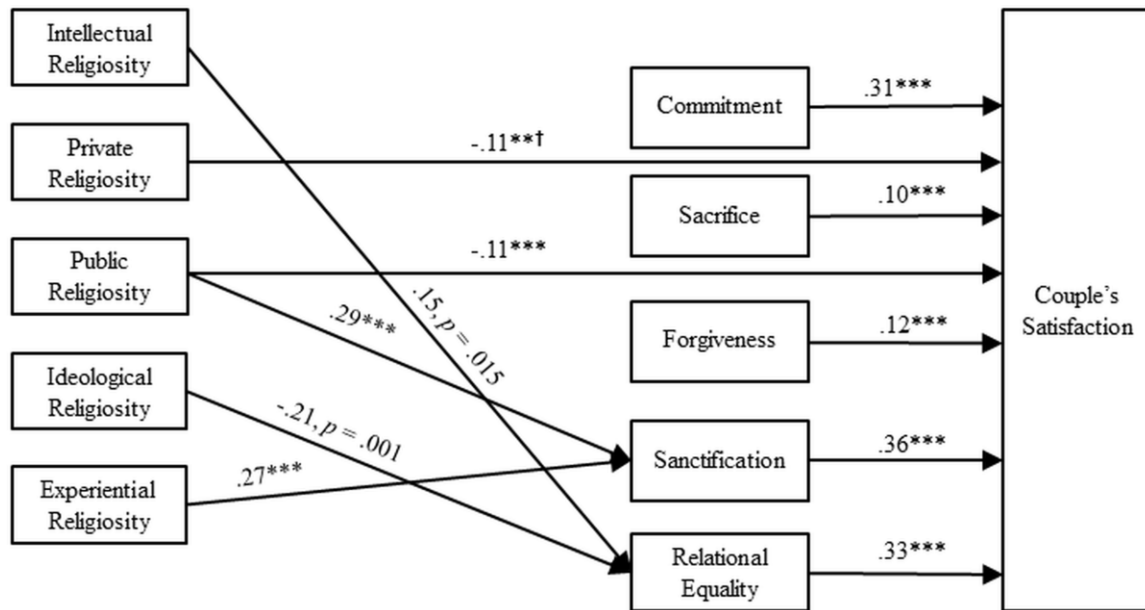 Intellectual
Religiosity
Private
Religiosity
Public
Religiosity
Ideological
Religiosity
Experiential
Religiosity
-.11**†
-.11***
.15, p = .015
.29***
-.21, p = .001
.27***
Commitment
Sacrifice
Forgiveness
Sanctification
Relational
Equality
.31***
.10***
.12***
.36***
.33***
Couple’s
Satisfaction